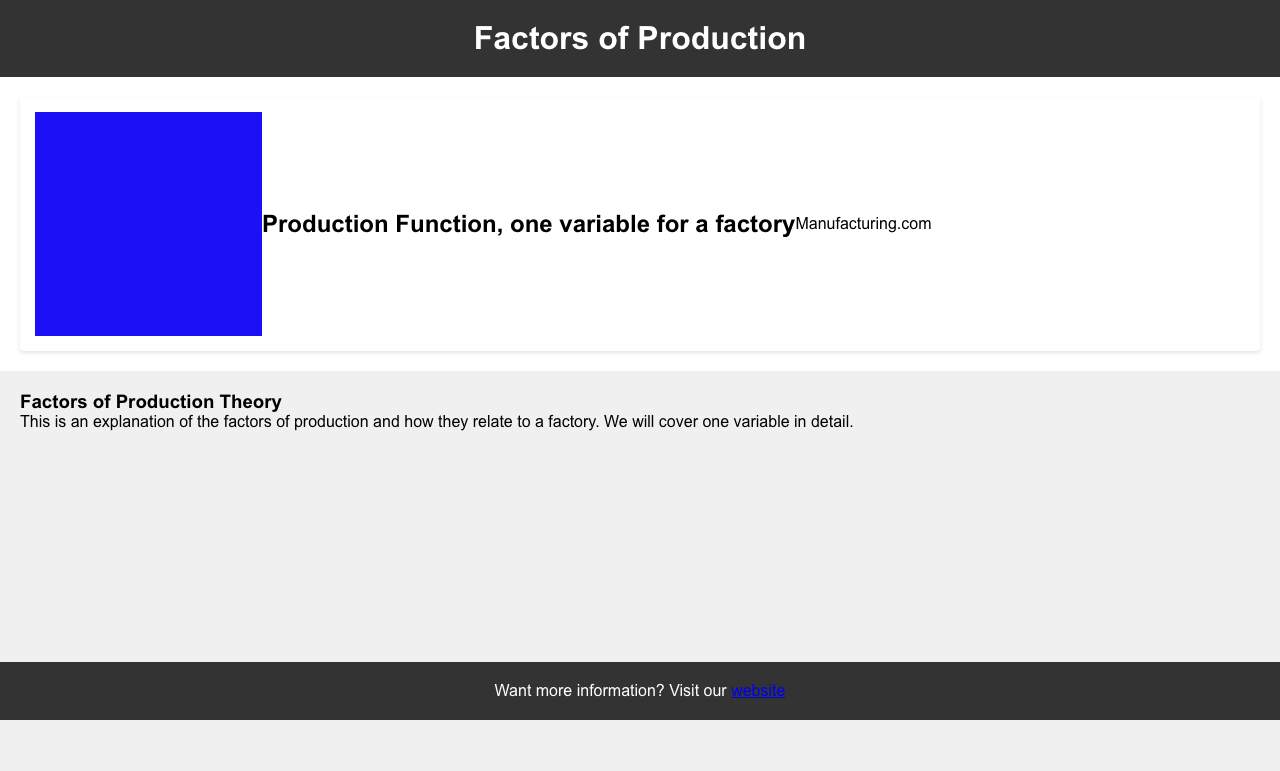 Factors of Production
Production Function, one variable for a factory Manufacturing.com
Factors of Production Theory
This is an explanation of the factors of production and how they relate to a factory. We will cover one variable in detail.
Want more information? Visit our website